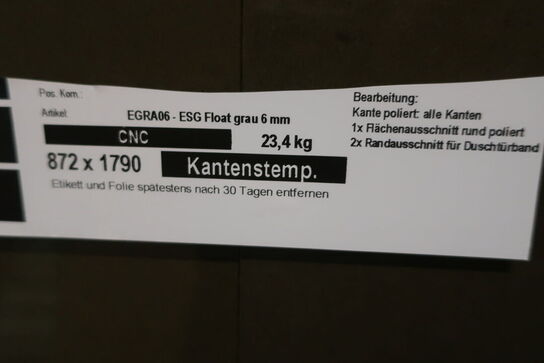 Pos. Kom.:
Artikel: EGRA06 - ESG Float grau 6 mm
CNC 23,4 kg
872 x 1790 Kantenstemp.
Etikett und Folie spätestens nach 30 Tagen entfernen
Bearbeitung:
Kante poliert: alle Kanten
1x Flächenausschnitt rund poliert
2x Randausschnitt für Duschtürband